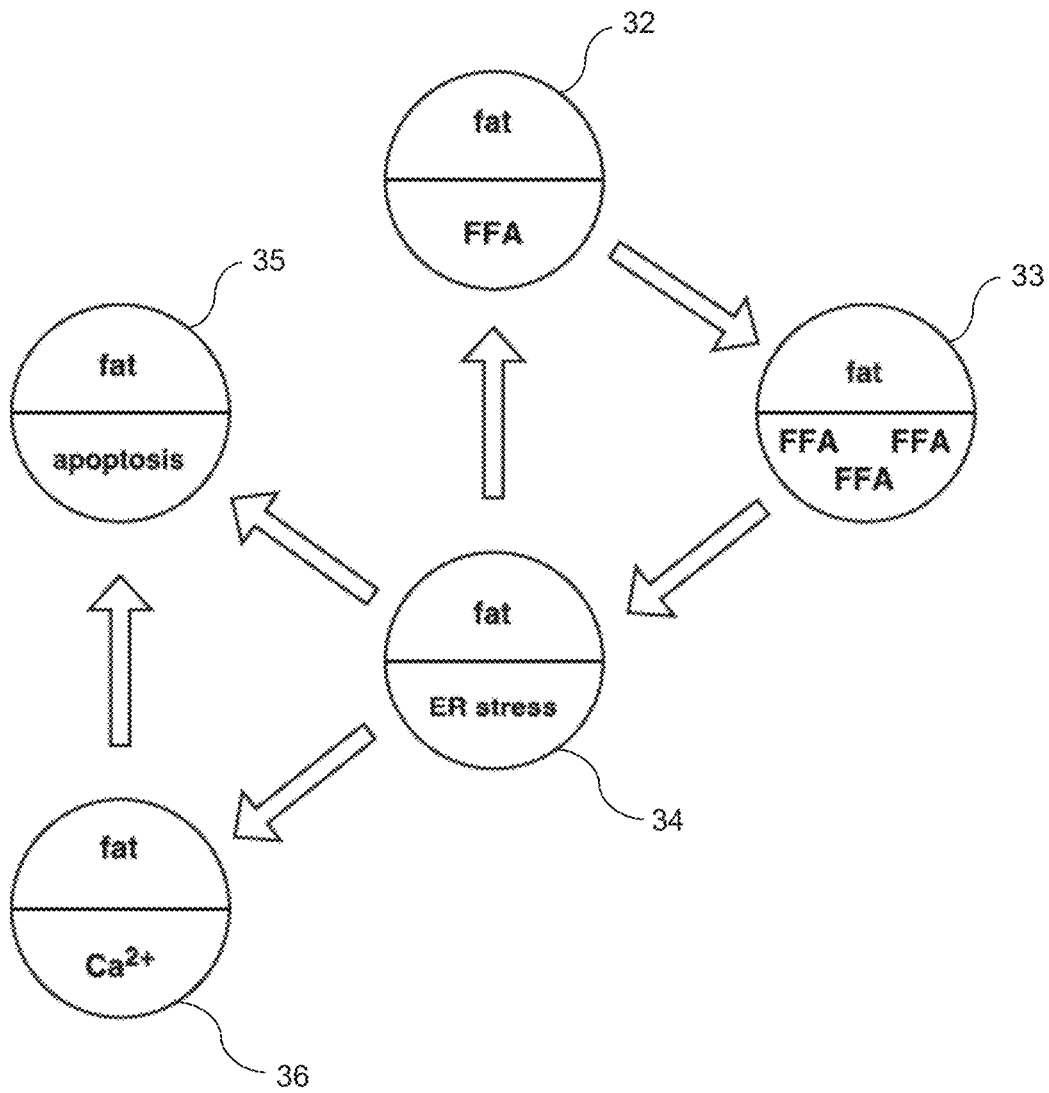 32
fat
FFA
35
33
fat
apoptosis
fat
FFA FFA
FFA
fat
ER stress
34
fat
Ca²⁺
36